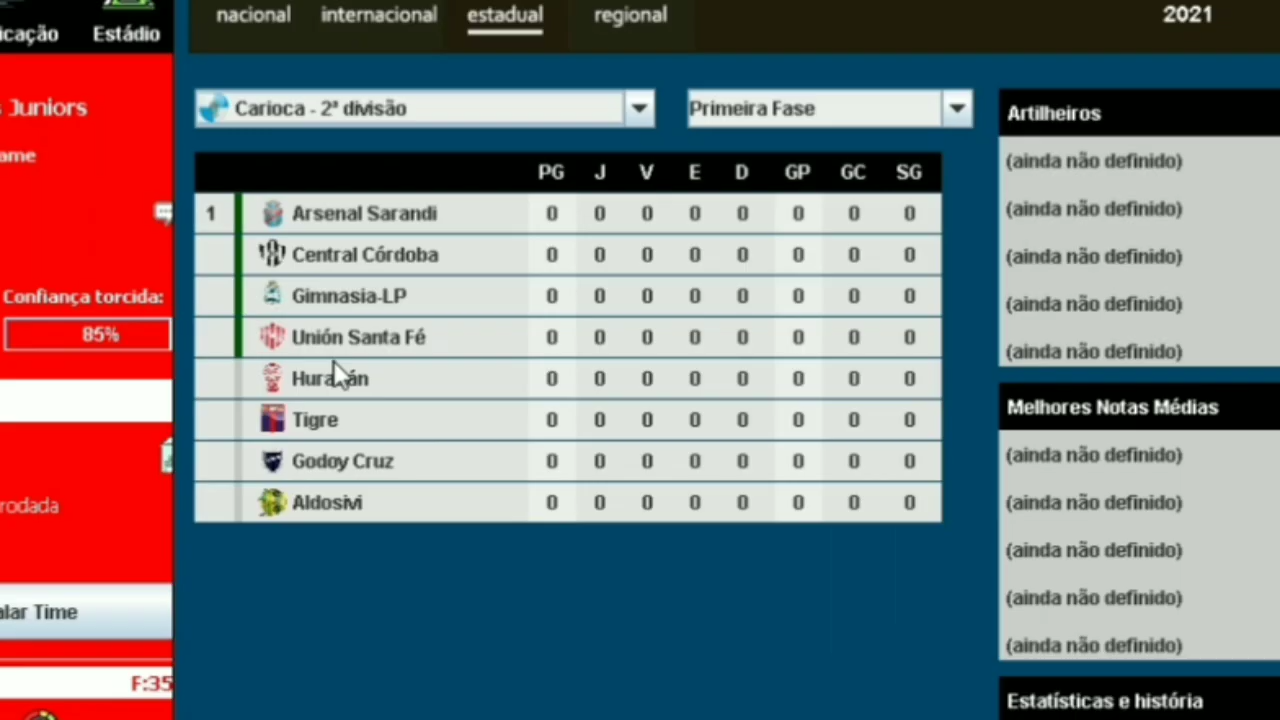 nacional internacional estadual regional 2021
icação Estádio
Juniors
ame
Confiança torcida:
85%
rodada
alar Time
F:35
Carioca - 2ª divisão Primeira Fase
PG J V E D GP GC SG
1 Arsenal Sarandi 0 0 0 0 0 0 0 0
Central Córdoba 0 0 0 0 0 0 0 0
Gimnasia-LP 0 0 0 0 0 0 0 0
Unión Santa Fé 0 0 0 0 0 0 0 0
Huracán 0 0 0 0 0 0 0 0
Tigre 0 0 0 0 0 0 0 0
Godoy Cruz 0 0 0 0 0 0 0 0
Aldosivi 0 0 0 0 0 0 0 0
Artilheiros
(ainda não definido)
(ainda não definido)
(ainda não definido)
(ainda não definido)
(ainda não definido)
Melhores Notas Médias
(ainda não definido)
(ainda não definido)
(ainda não definido)
(ainda não definido)
(ainda não definido)
Estatísticas e história